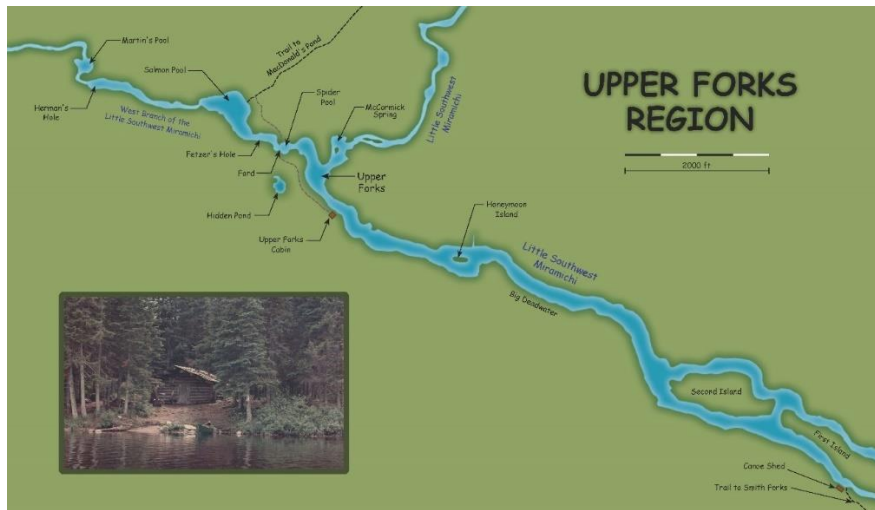 UPPER FORKS
REGION
2000 ft
Martin's Pool
Salmon Pool
Trail to
MacDonald's Pond
Spider
Pool
McCormick
Spring
Little Southwest
Miramichi
Harman's
Hole
West Branch of the
Little Southwest Miramichi
Fetzer's Hole
Ford
Upper
Forks
Hidden Pond
Honeymoon
Island
Upper Forks
Cabin
Little Southwest
Miramichi
Big Deadwater
Second Island
First Island
Canoe Shed
Trail to Smith Forks